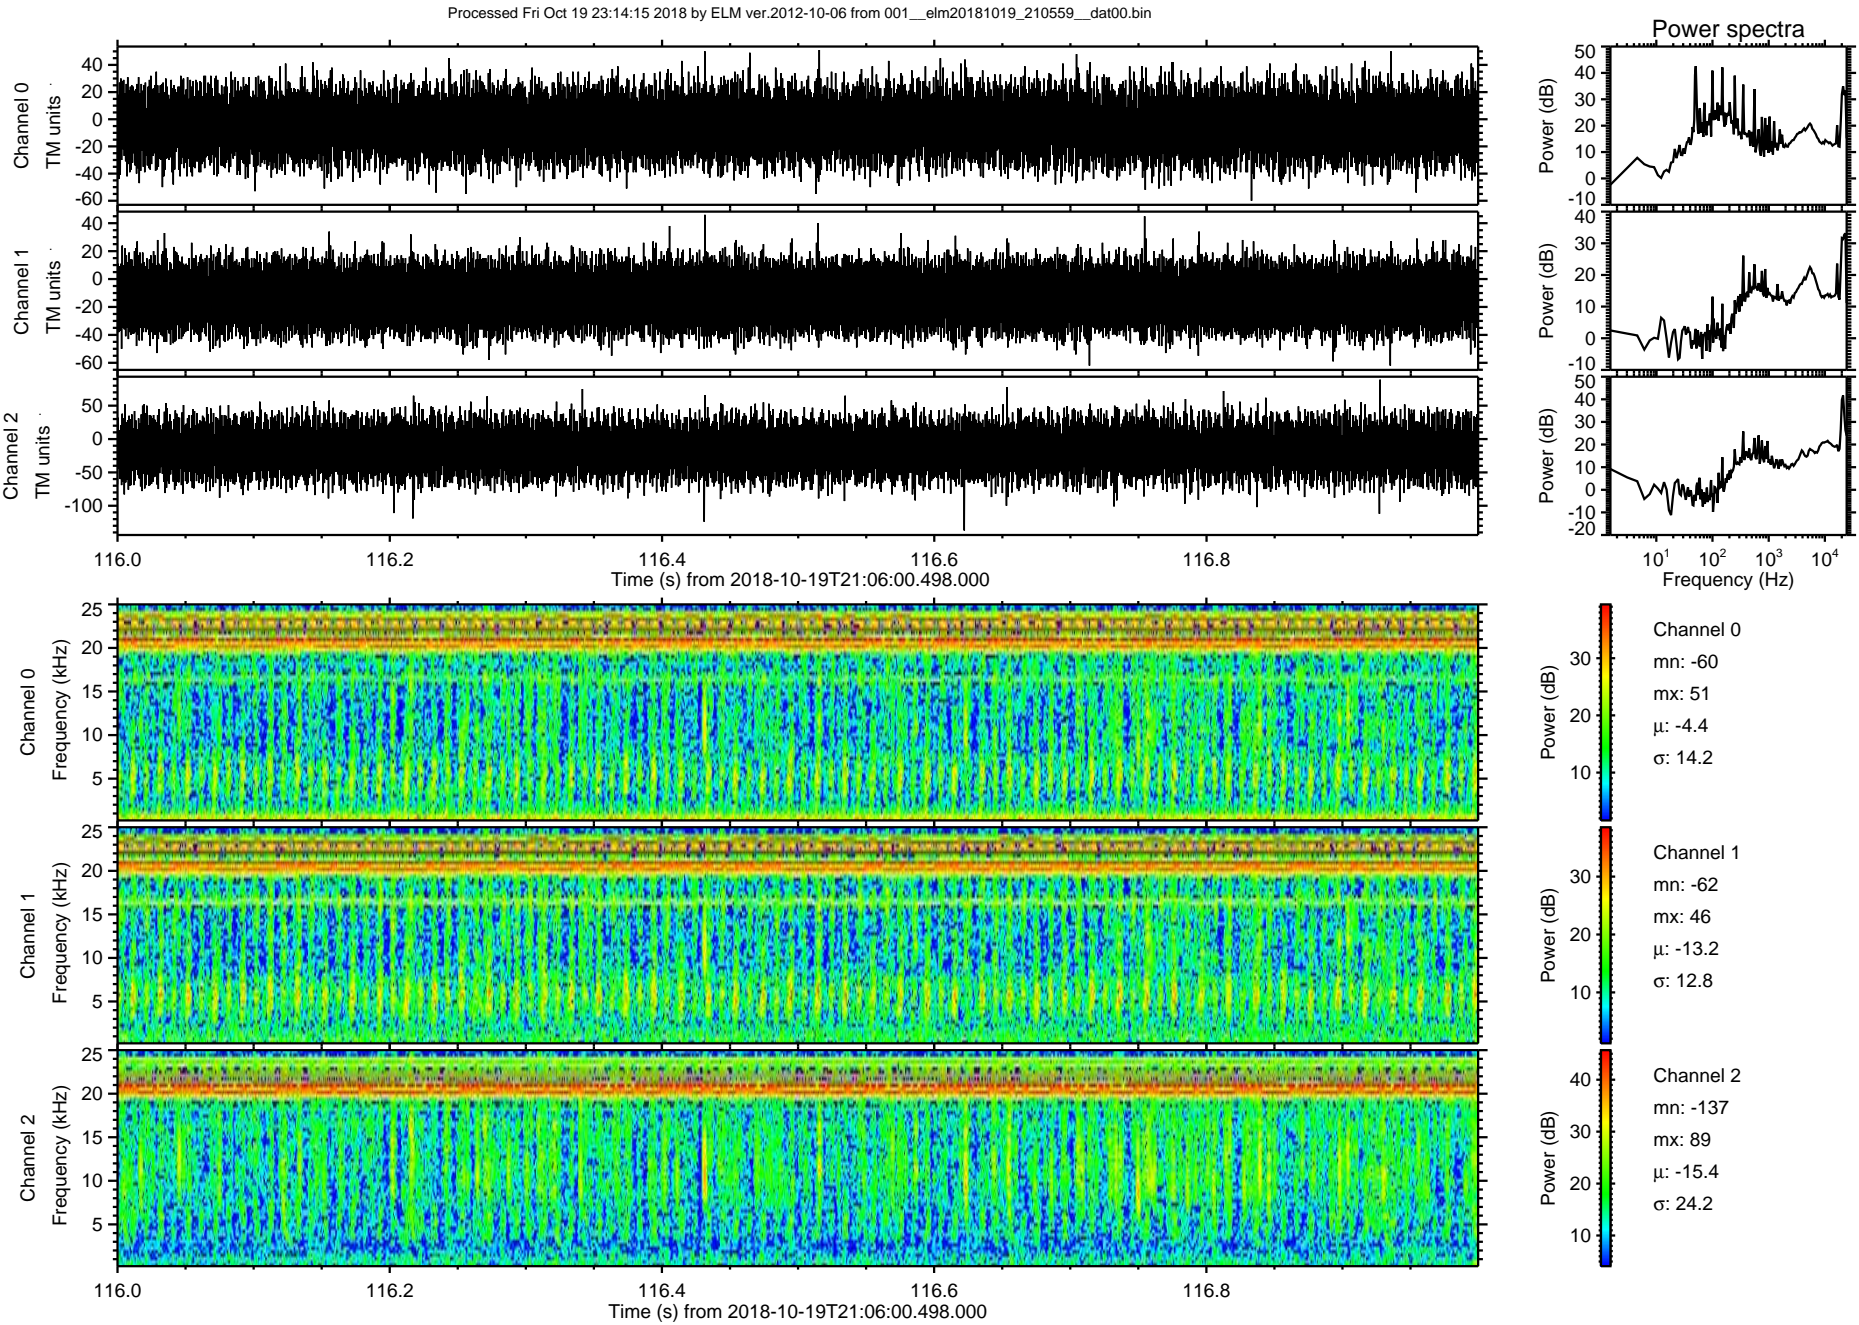 Processed Fri Oct 19 23:14:15 2018 by ELM ver.2012-10-06 from 001__elm20181019_210559__dat00.bin
Power spectra
Channel 0
TM units
40
20
0
-20
-40
-60
Power (dB)
50
40
30
20
10
0
-10
Channel 1
TM units
40
20
0
-20
-40
-60
Power (dB)
40
30
20
10
0
-10
Channel 2
TM units
50
0
-50
-100
Power (dB)
50
40
30
20
10
0
-10
-20
116.0 116.2 116.4 116.6 116.8
Time (s) from 2018-10-19T21:06:00.498.000
10¹ 10² 10³ 10⁴
Frequency (Hz)
Channel 0
Frequency (kHz)
25
20
15
10
5
Power (dB)
30
20
10
Channel 0
mn: -60
mx: 51
μ: -4.4
σ: 14.2
Channel 1
Frequency (kHz)
25
20
15
10
5
Power (dB)
30
20
10
Channel 1
mn: -62
mx: 46
μ: -13.2
σ: 12.8
Channel 2
Frequency (kHz)
25
20
15
10
5
Power (dB)
40
30
20
10
Channel 2
mn: -137
mx: 89
μ: -15.4
σ: 24.2
116.0 116.2 116.4 116.6 116.8
Time (s) from 2018-10-19T21:06:00.498.000